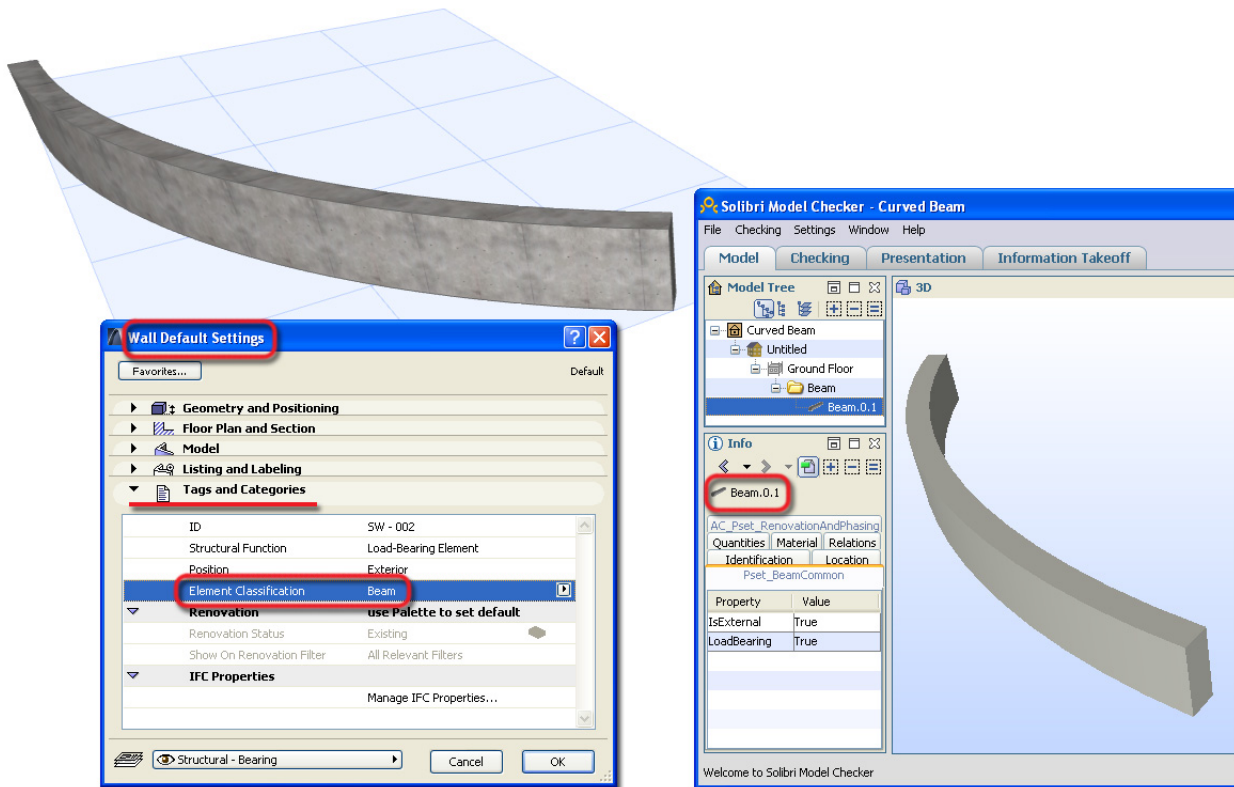 Wall Default Settings
Favorites...
Default
Geometry and Positioning
Floor Plan and Section
Model
Listing and Labeling
Tags and Categories
ID SW - 002
Structural Function Load-Bearing Element
Position Exterior
Element Classification Beam
Renovation use Palette to set default
Renovation Status Existing
Show On Renovation Filter All Relevant Filters
IFC Properties
Manage IFC Properties...
Structural - Bearing
Cancel
OK
Solibri Model Checker - Curved Beam
File Checking Settings Window Help
Model Checking Presentation Information Takeoff
Model Tree
3D
Curved Beam
Untitled
Ground Floor
Beam
Beam.0.1
Info
Beam.0.1
AC_Pset_RenovationAndPhasing
Quantities Material Relations
Identification Location
Pset_BeamCommon
Property Value
IsExternal True
LoadBearing True
Welcome to Solibri Model Checker